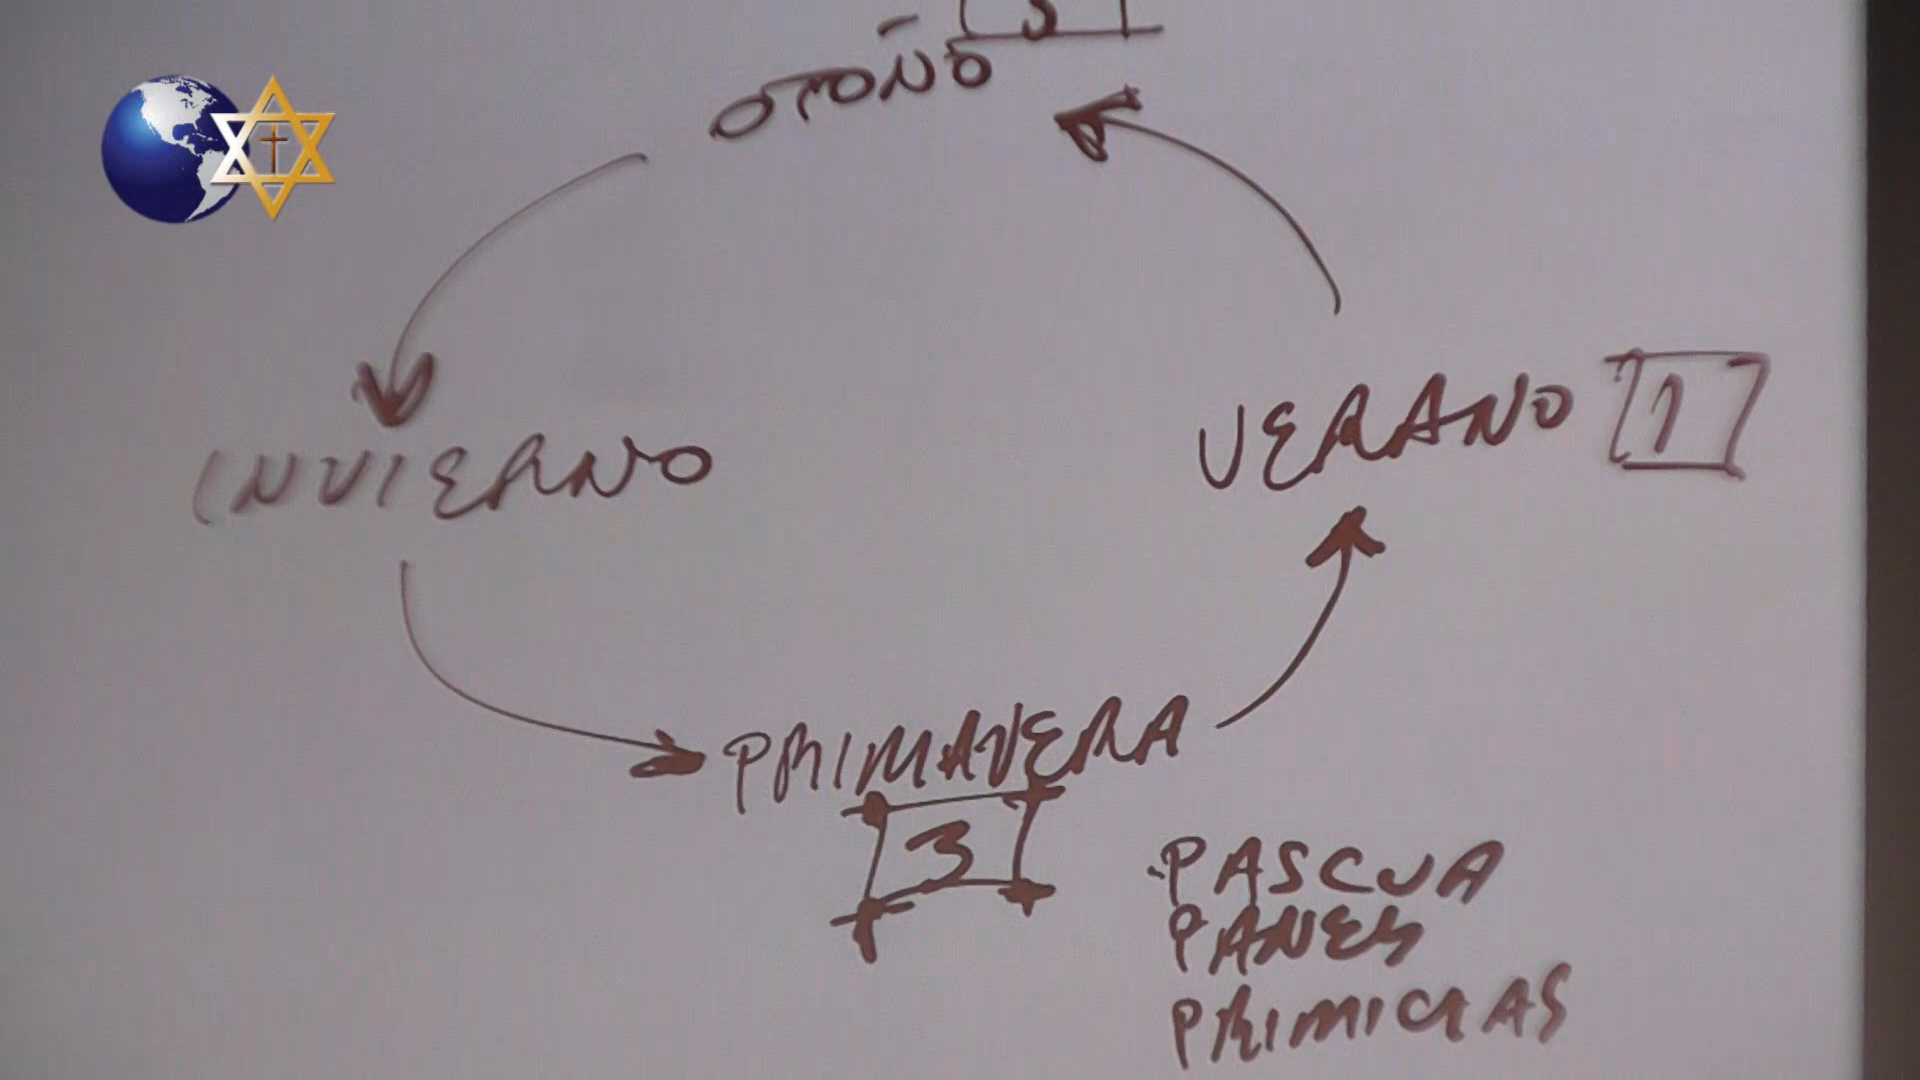 3
OTOÑO
INVIERNO
VERANO 1
PRIMAVERA
3
PASCUA
PANES
PRIMICIAS